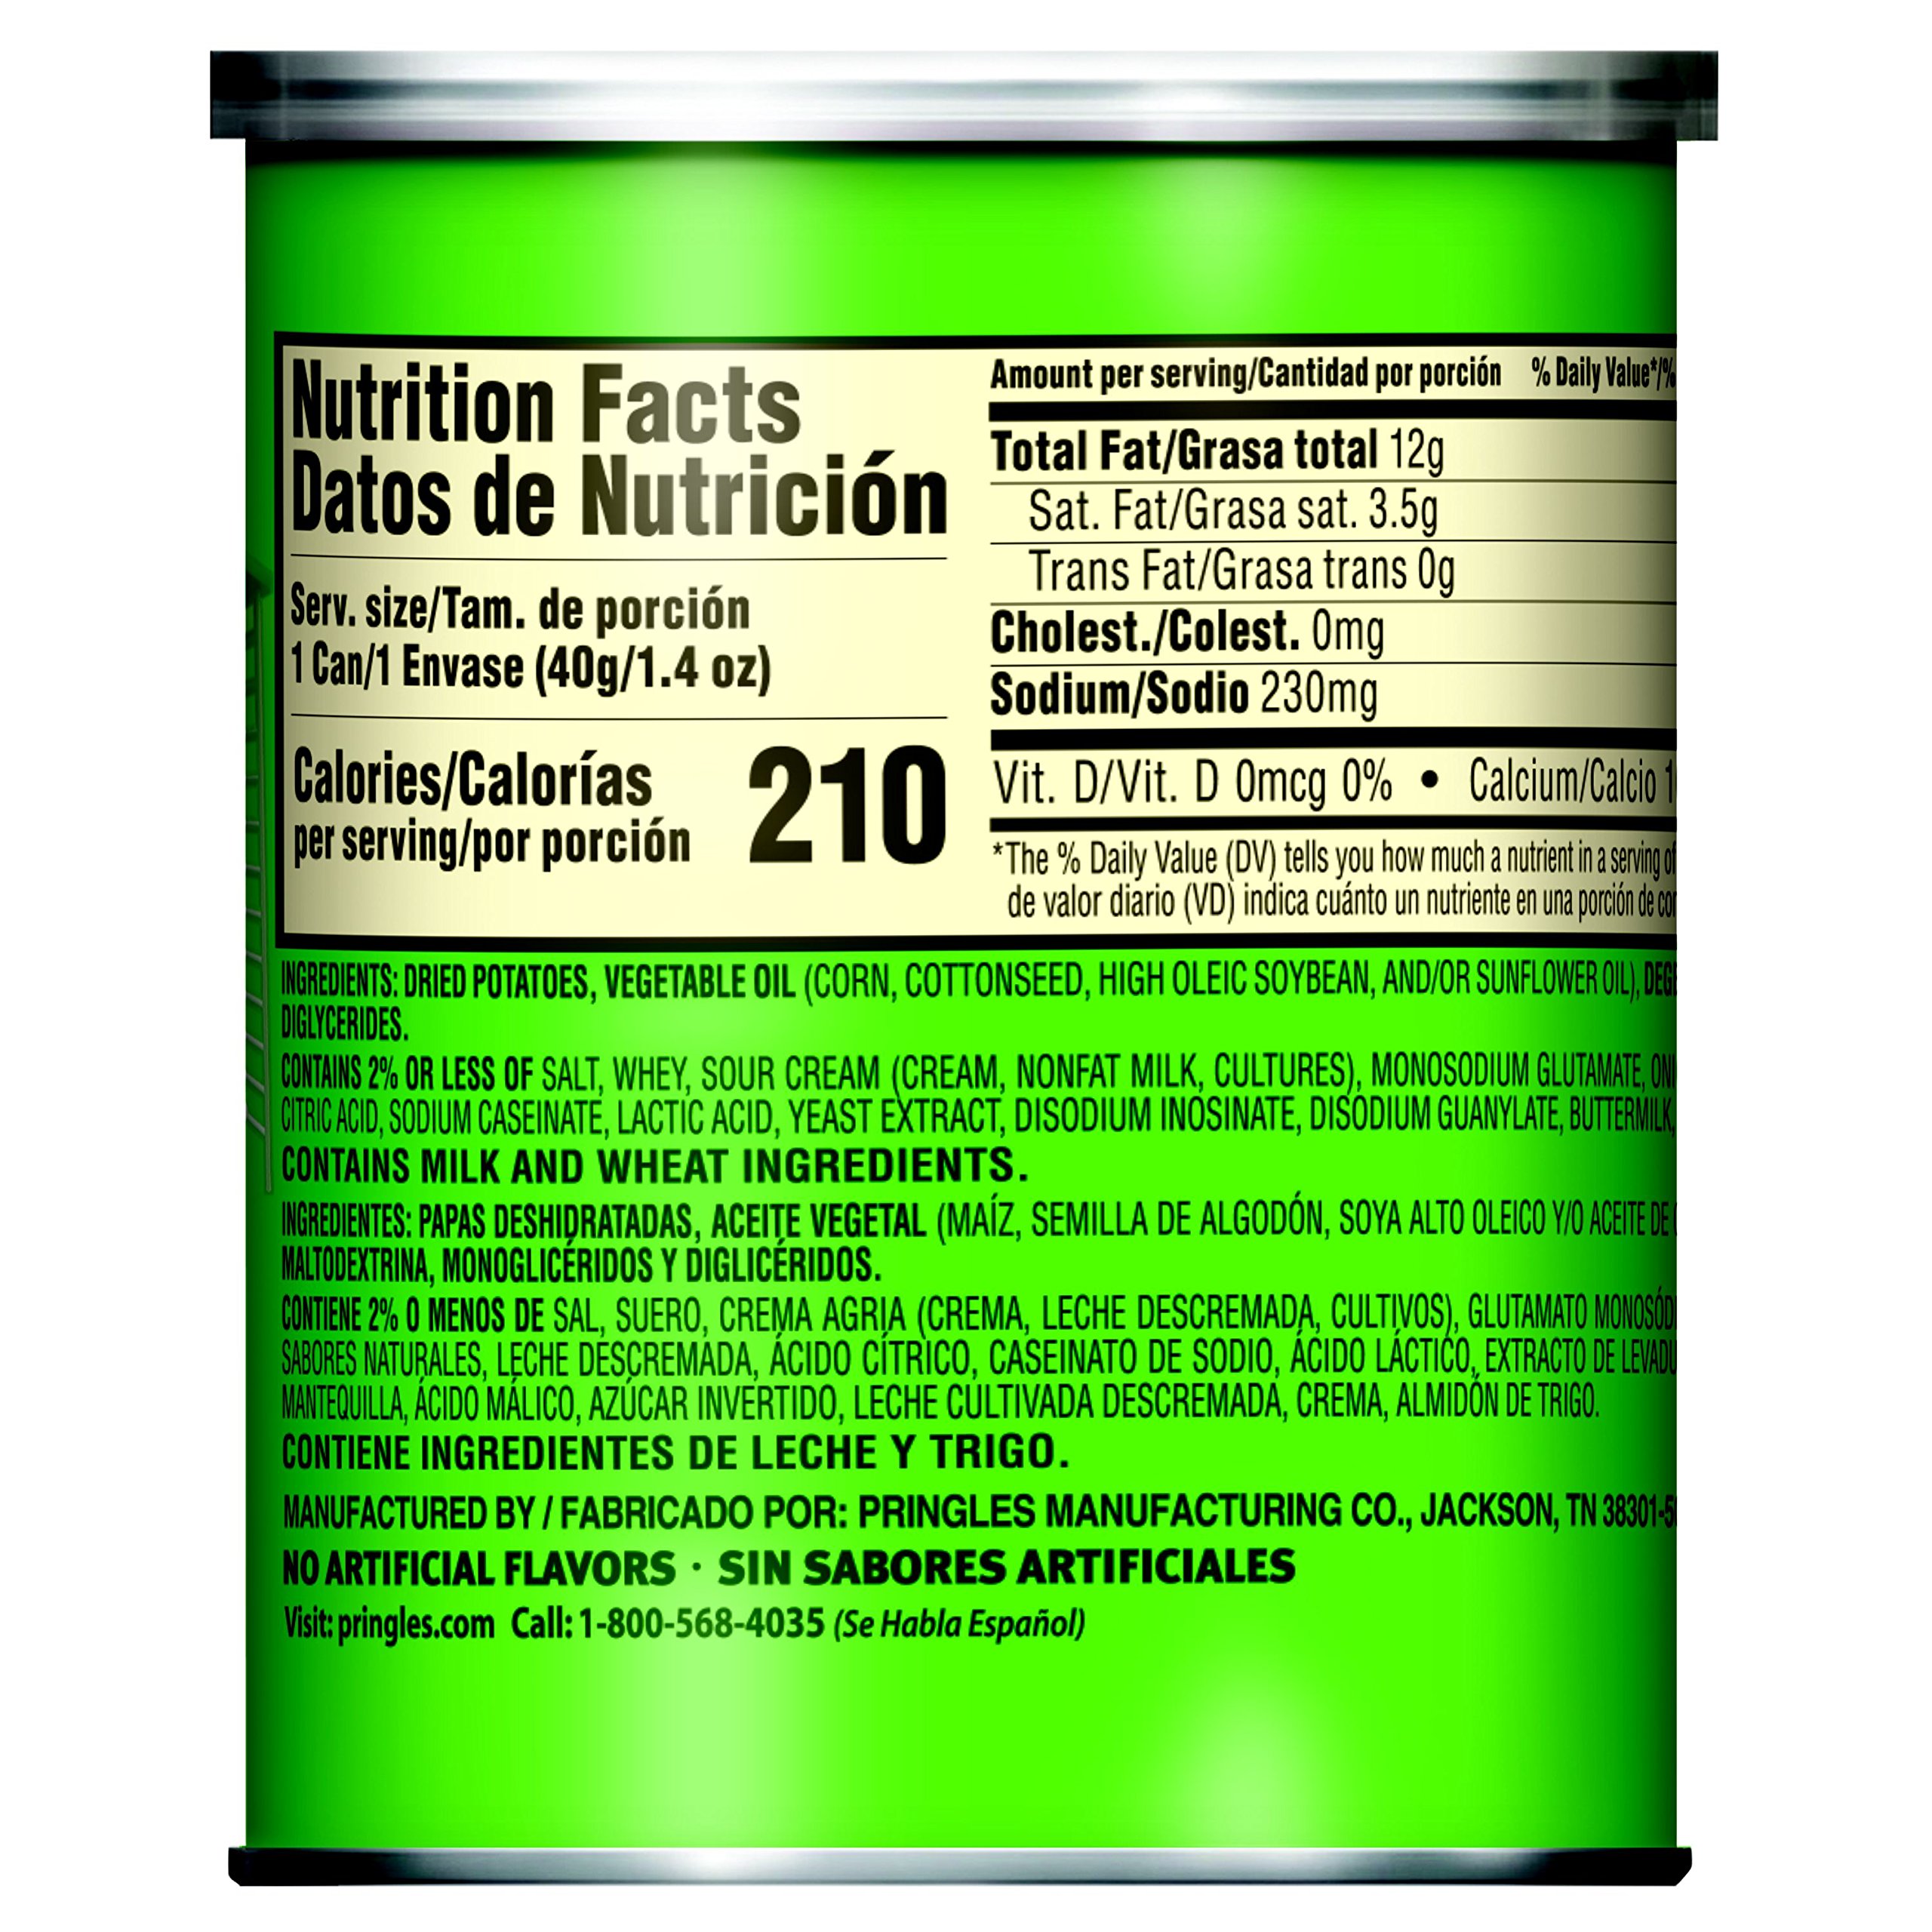 Nutrition Facts
Datos de Nutrición
Serv. size/Tam. de porción
1 Can/1 Envase (40g/1.4 oz)
Calories/Calorías
per serving/por porción 210
Amount per serving/Cantidad por porción % Daily Value*/%
Total Fat/Grasa total 12g
Sat. Fat/Grasa sat. 3.5g
Trans Fat/Grasa trans 0g
Cholest./Colest. 0mg
Sodium/Sodio 230mg
Vit. D/Vit. D 0mcg 0% • Calcium/Calcio
*The % Daily Value (DV) tells you how much a nutrient in a serving of
de valor diario (VD) indica cuánto un nutriente en una porción de
INGREDIENTS: DRIED POTATOES, VEGETABLE OIL (CORN, COTTONSEED, HIGH OLEIC SOYBEAN, AND/OR SUNFLOWER OIL),
DIGLYCERIDES.
CONTAINS 2% OR LESS OF SALT, WHEY, SOUR CREAM (CREAM, NONFAT MILK, CULTURES), MONOSODIUM GLUTAMATE,
CITRIC ACID, SODIUM CASEINATE, LACTIC ACID, YEAST EXTRACT, DISODIUM INOSINATE, DISODIUM GUANYLATE, BUTTERMILK,
CONTAINS MILK AND WHEAT INGREDIENTS.
INGREDIENTES: PAPAS DESHIDRATADAS, ACEITE VEGETAL (MAÍZ, SEMILLA DE ALGODÓN, SOYA ALTO OLEICO Y/O ACEITE DE
MALTODEXTRINA, MONOGLICÉRIDOS Y DIGLICÉRIDOS.
CONTIENE 2% O MENOS DE SAL, SUERO, CREMA AGRIA (CREMA, LECHE DESCREMADA, CULTIVOS), GLUTAMATO
SABORES NATURALES, LECHE DESCREMADA, ÁCIDO CÍTRICO, CASEINATO DE SODIO, ÁCIDO LÁCTICO, EXTRACTO DE
MANTEQUILLA, ÁCIDO MÁLICO, AZÚCAR INVERTIDO, LECHE CULTIVADA DESCREMADA, CREMA, ALMIDÓN DE TRIGO.
CONTIENE INGREDIENTES DE LECHE Y TRIGO.
MANUFACTURED BY / FABRICADO POR: PRINGLES MANUFACTURING CO., JACKSON, TN 38301-5
NO ARTIFICIAL FLAVORS · SIN SABORES ARTIFICIALES
Visit: pringles.com Call: 1-800-568-4035 (Se Habla Español)